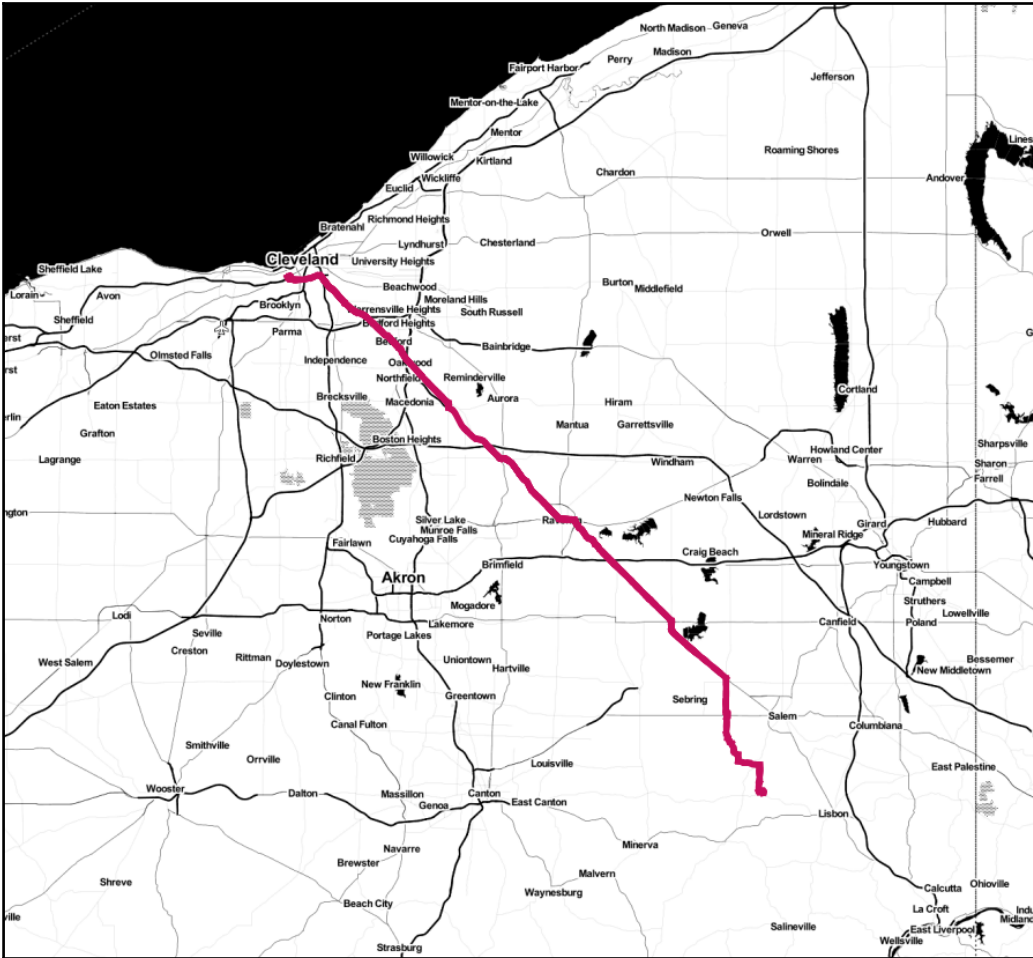 North Madison
Geneva
Madison
Perry
Fairport Harbor
Jefferson
Mentor-on-the-Lake
Mentor
Roaming Shores
Lines
Willowick
Kirtland
Chardon
Wickliffe
Andover
Euclid
Richmond Heights
Bratenahl
Orwell
Lyndhurst
Chesterland
Cleveland
University Heights
Sheffield Lake
Beachwood
Burton
Middlefield
Lorain
Avon
Moreland Hills
Brooklyn
Warrensville Heights
South Russell
Sheffield
Bedford Heights
Parma
erst
Bedford
Bainbridge
Olmsted Falls
Independence
Oakwood
rst
Northfield
Reminderville
Cortland
Brecksville
Macedonia
Aurora
Hiram
Eaton Estates
erlin
Mantua
Garrettsville
Grafton
Boston Heights
Sharpsville
Howland Center
Lagrange
Richfield
Windham
Warren
Sharon
Farrell
Bolindale
Newton Falls
ngton
Lordstown
Silver Lake
Munroe Falls
Girard
Hubbard
Cuyahoga Falls
Mineral Ridge
Fairlawn
Craig Beach
Brimfield
Youngstown
Akron
Campbell
Mogadore
Struthers
Lodi
Norton
Lakemore
Canfield
Poland
Lowellville
Seville
Portage Lakes
Creston
Rittman
Uniontown
Bessemer
West Salem
Doylestown
Hartville
New Middletown
New Franklin
Clinton
Greentown
Sebring
Salem
Canal Fulton
Columbiana
Smithville
Orrville
Louisville
East Palestine
Wooster
Dalton
Massillon
Canton
Genoa
East Canton
Lisbon
Navarre
Minerva
Brewster
Malvern
Shreve
Waynesburg
Calcutta
Ohioville
Beach City
La Croft
Indu
Midlan
ville
Salineville
East Liverpool
Strasburg
Wellsville